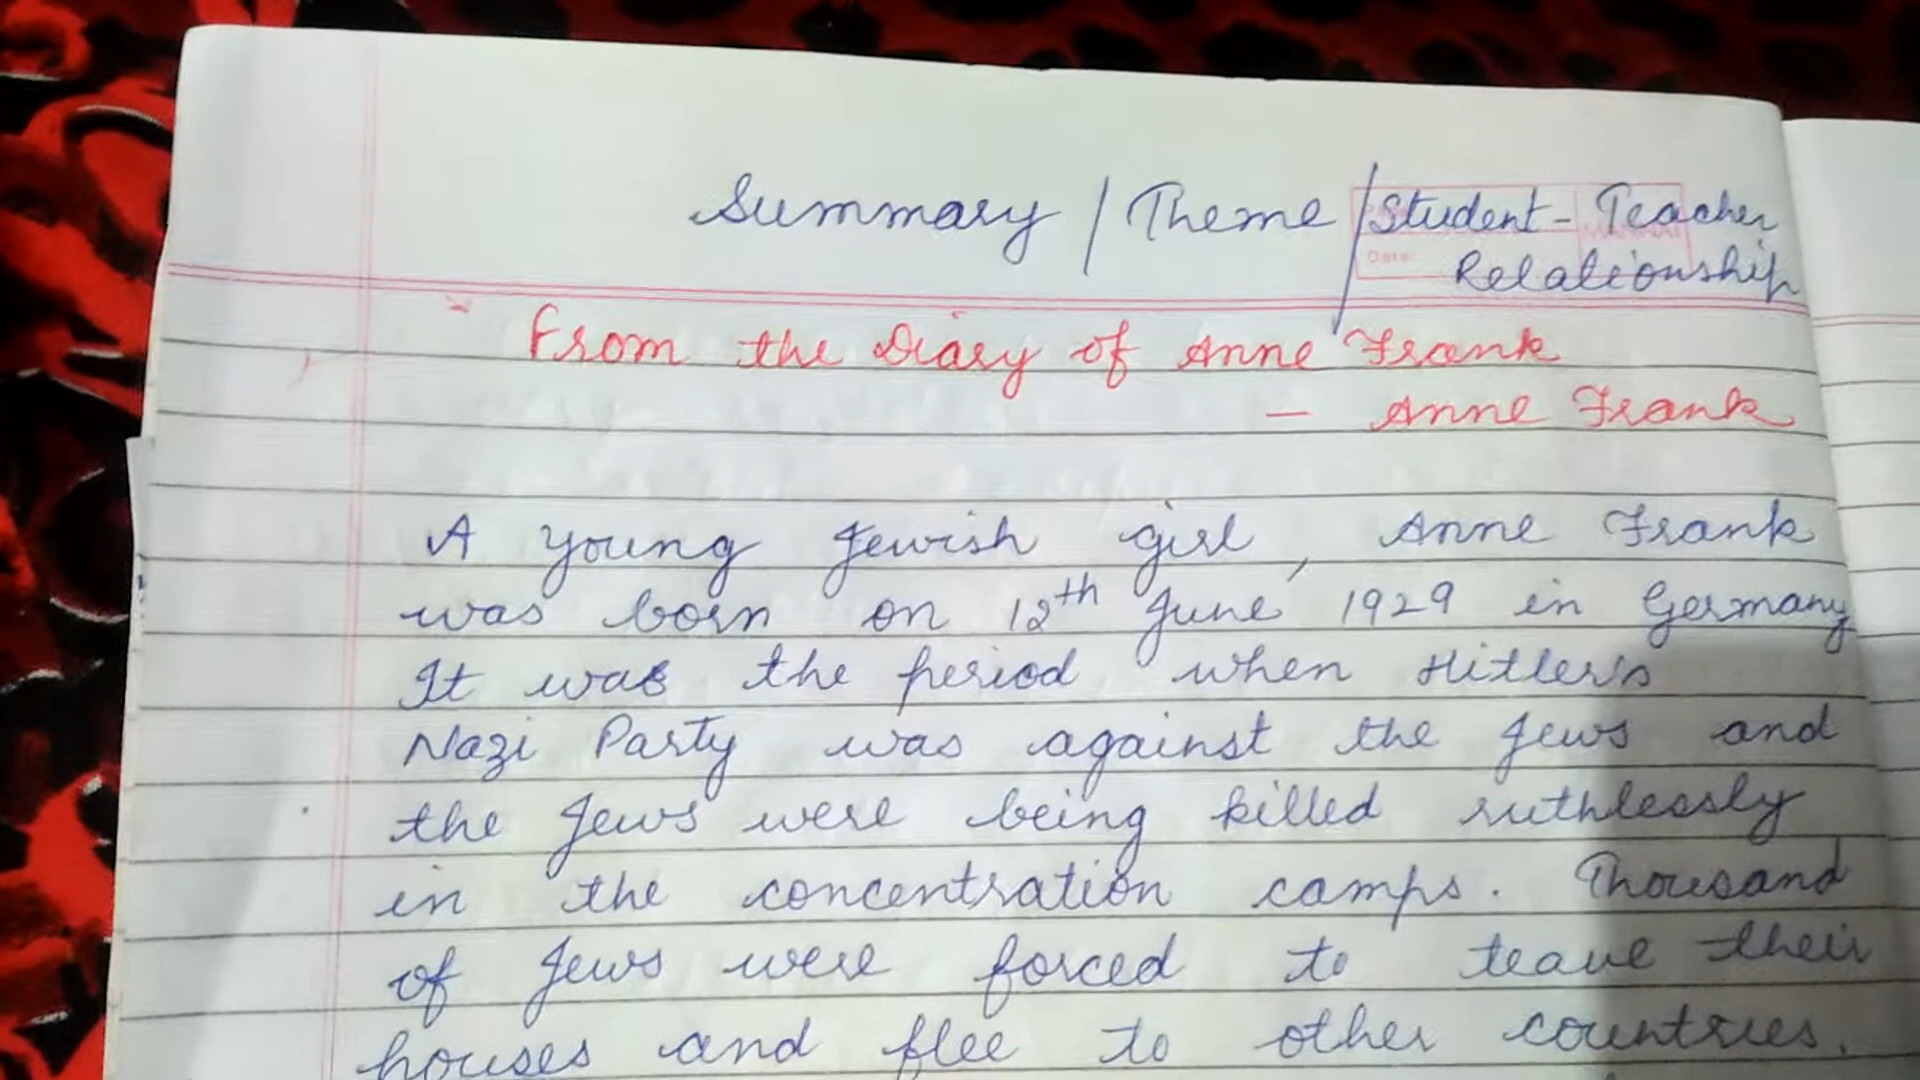 Summary / Theme / Student-Teacher
Relationship
Date:
From the Diary of Anne Frank
- Anne Frank
A young Jewish girl, Anne Frank
was born on 12th June 1929 in Germany
It was the period when Hitler's
Nazi Party was against the Jews and
the Jews were being killed ruthlessly
in the concentration camps. Thousand
of Jews were forced to leave their
houses and flee to other countries.